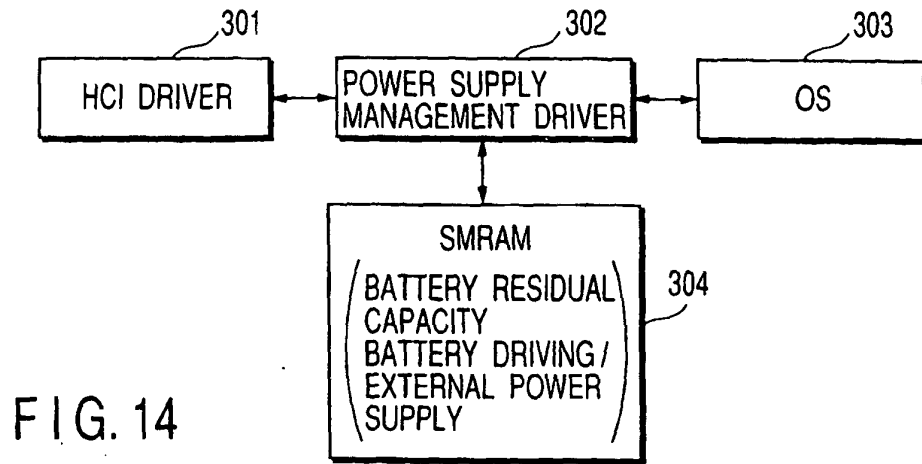 301
302
303
HCI DRIVER
POWER SUPPLY
MANAGEMENT DRIVER
OS
SMRAM
BATTERY RESIDUAL
CAPACITY
BATTERY DRIVING/
EXTERNAL POWER
SUPPLY
304
FIG. 14